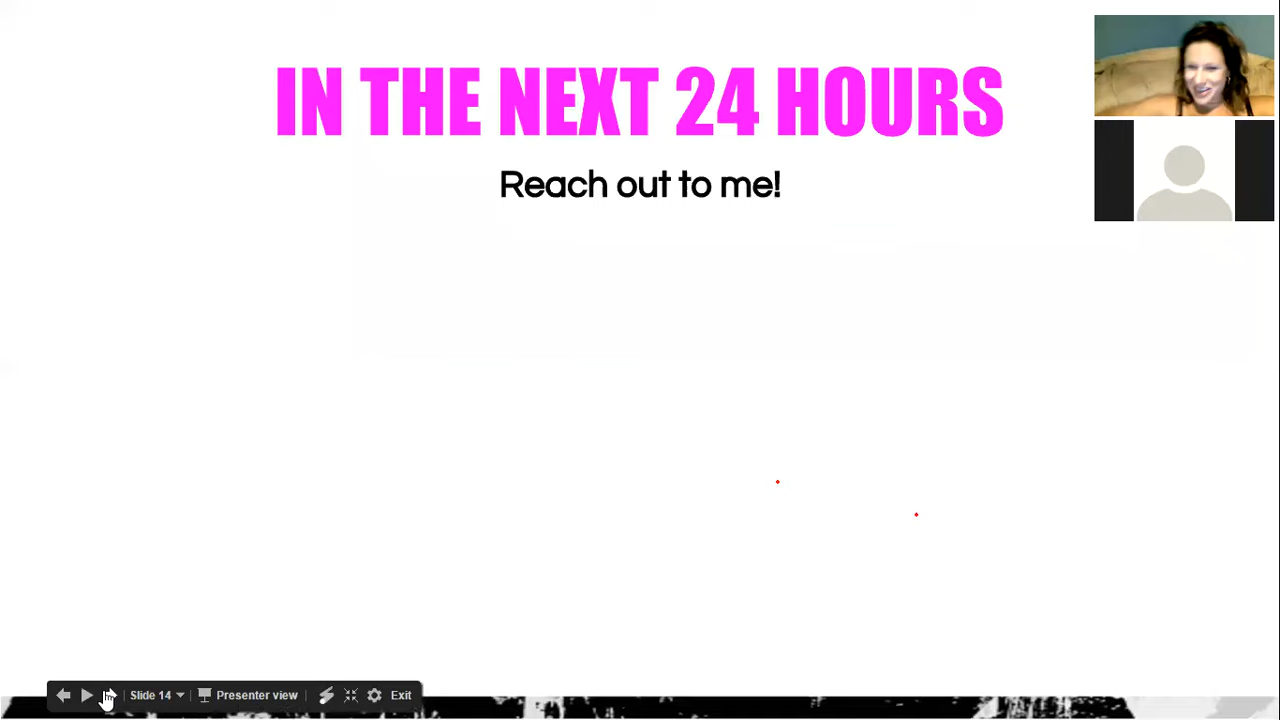 IN THE NEXT 24 HOURS
Reach out to me!
Slide 14
Presenter view
Exit